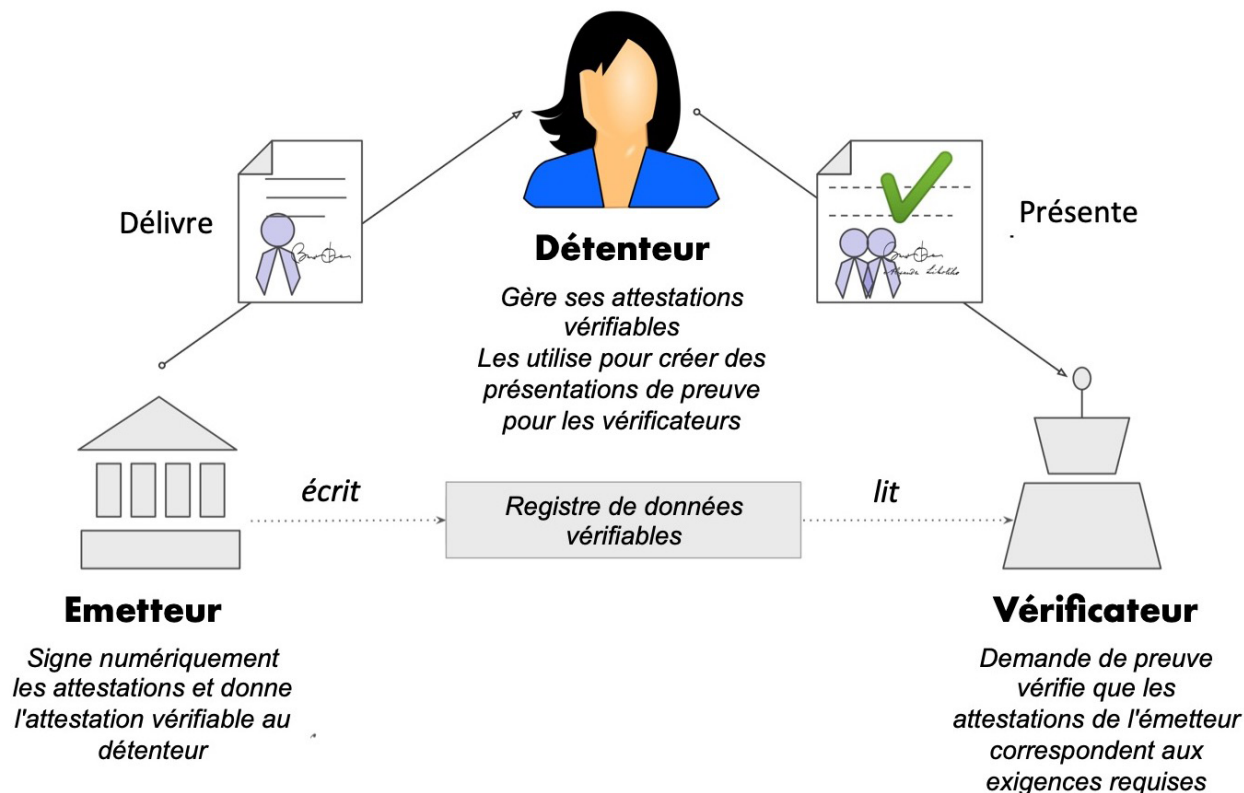 Délivre
Présente
Détenteur
Gère ses attestations
vérifiables
Les utilise pour créer des
présentations de preuve
pour les vérificateurs
écrit
Registre de données
vérifiables
lit
Emetteur
Signe numériquement
les attestations et donne
l'attestation vérifiable au
détenteur
Vérificateur
Demande de preuve
vérifie que les
attestations de l'émetteur
correspondent aux
exigences requises